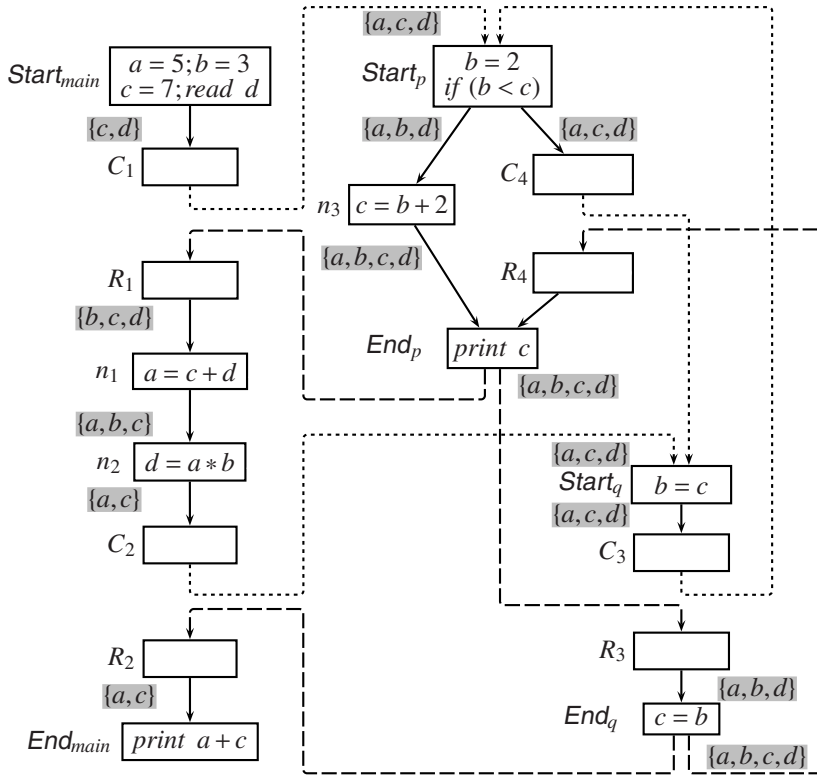 {a,c,d}
Start_main
a = 5; b = 3
c = 7; read d
Start_p
b = 2
if (b < c)
{c,d}
{a,b,d}
{a,c,d}
C_1
C_4
n_3
c = b + 2
{a,b,c,d}
R_1
R_4
{b,c,d}
End_p
print c
n_1
a = c + d
{a,b,c,d}
{a,b,c}
n_2
d = a * b
{a,c,d}
Start_q
b = c
{a,c}
{a,c,d}
C_2
C_3
R_2
R_3
{a,c}
{a,b,d}
End_main
print a + c
End_q
c = b
{a,b,c,d}